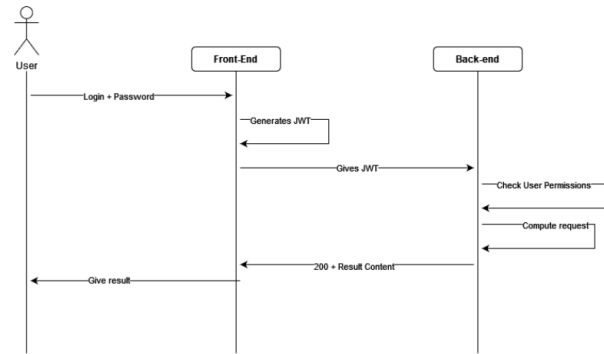 User
Front-End
Back-end
Login + Password
Generates JWT
Gives JWT
Check User Permissions
Compute request
200 + Result Content
Give result